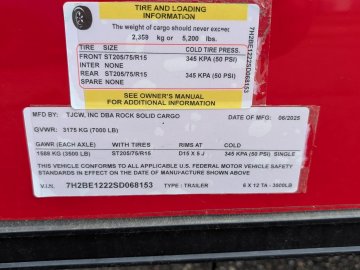 TIRE AND LOADING
INFORMATION
The weight of cargo should never exceed
2,359 kg or 5,200 lbs.
TIRE SIZE COLD TIRE PRESS.
FRONT ST205/75/R15 345 KPA (50 PSI)
INTER NONE
REAR ST205/75/R15 345 KPA (50 PSI)
SPARE NONE
SEE OWNER'S MANUAL
FOR ADDITIONAL INFORMATION
7H2BE1222SD068153
MFD BY: TJCW, INC DBA ROCK SOLID CARGO DATE OF MFG: 06/2025
GVWR: 3175 KG (7000 LB)
GAWR (EACH AXLE) WITH TIRES RIMS AT COLD
1588 KG (3500 LB) ST205/75/R15 D15 X 5 J 345 KPA (50 PSI) SINGLE
THIS VEHICLE CONFORMS TO ALL APPLICABLE U.S. FEDERAL MOTOR VEHICLE SAFETY
STANDARDS IN EFFECT ON THE DATE OF MANUFACTURE SHOWN ABOVE
V.I.N. 7H2BE1222SD068153 TYPE: TRAILER 6 X 12 TA -